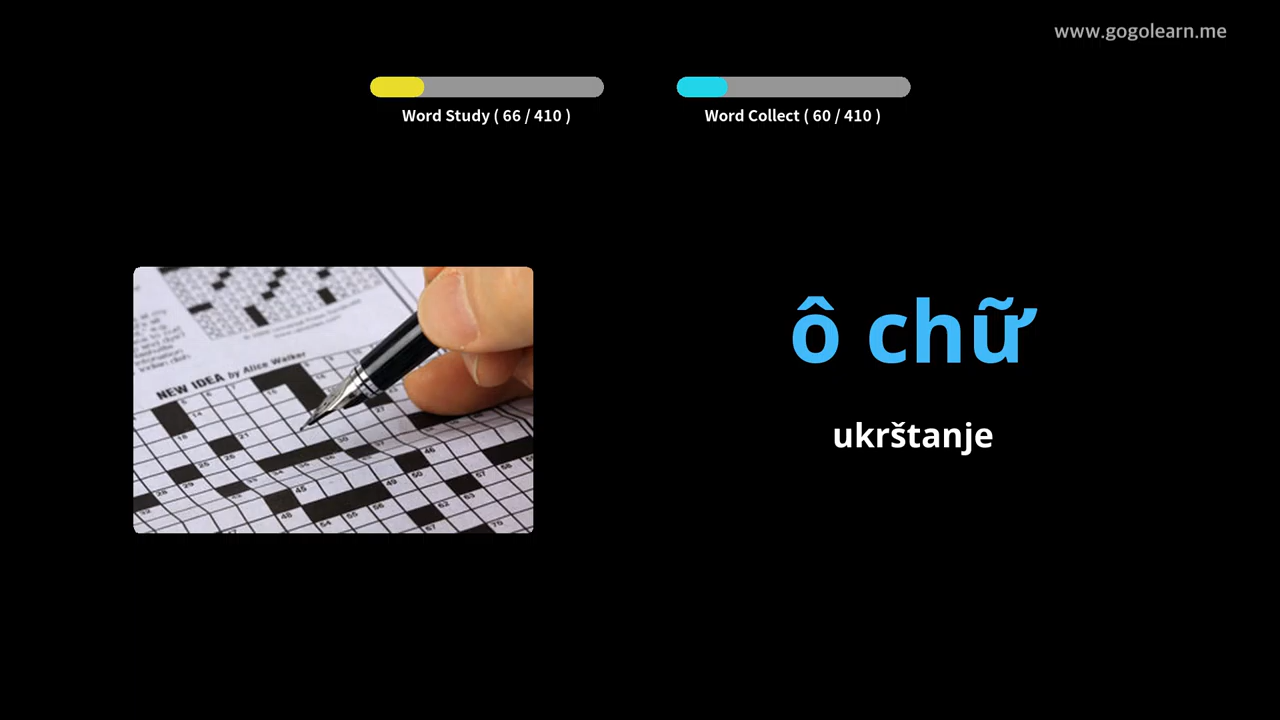 www.gogolearn.me
Word Study ( 66 / 410 )
Word Collect ( 60 / 410 )
NEW IDEA by Alice Walker
ô chữ
ukrštanje